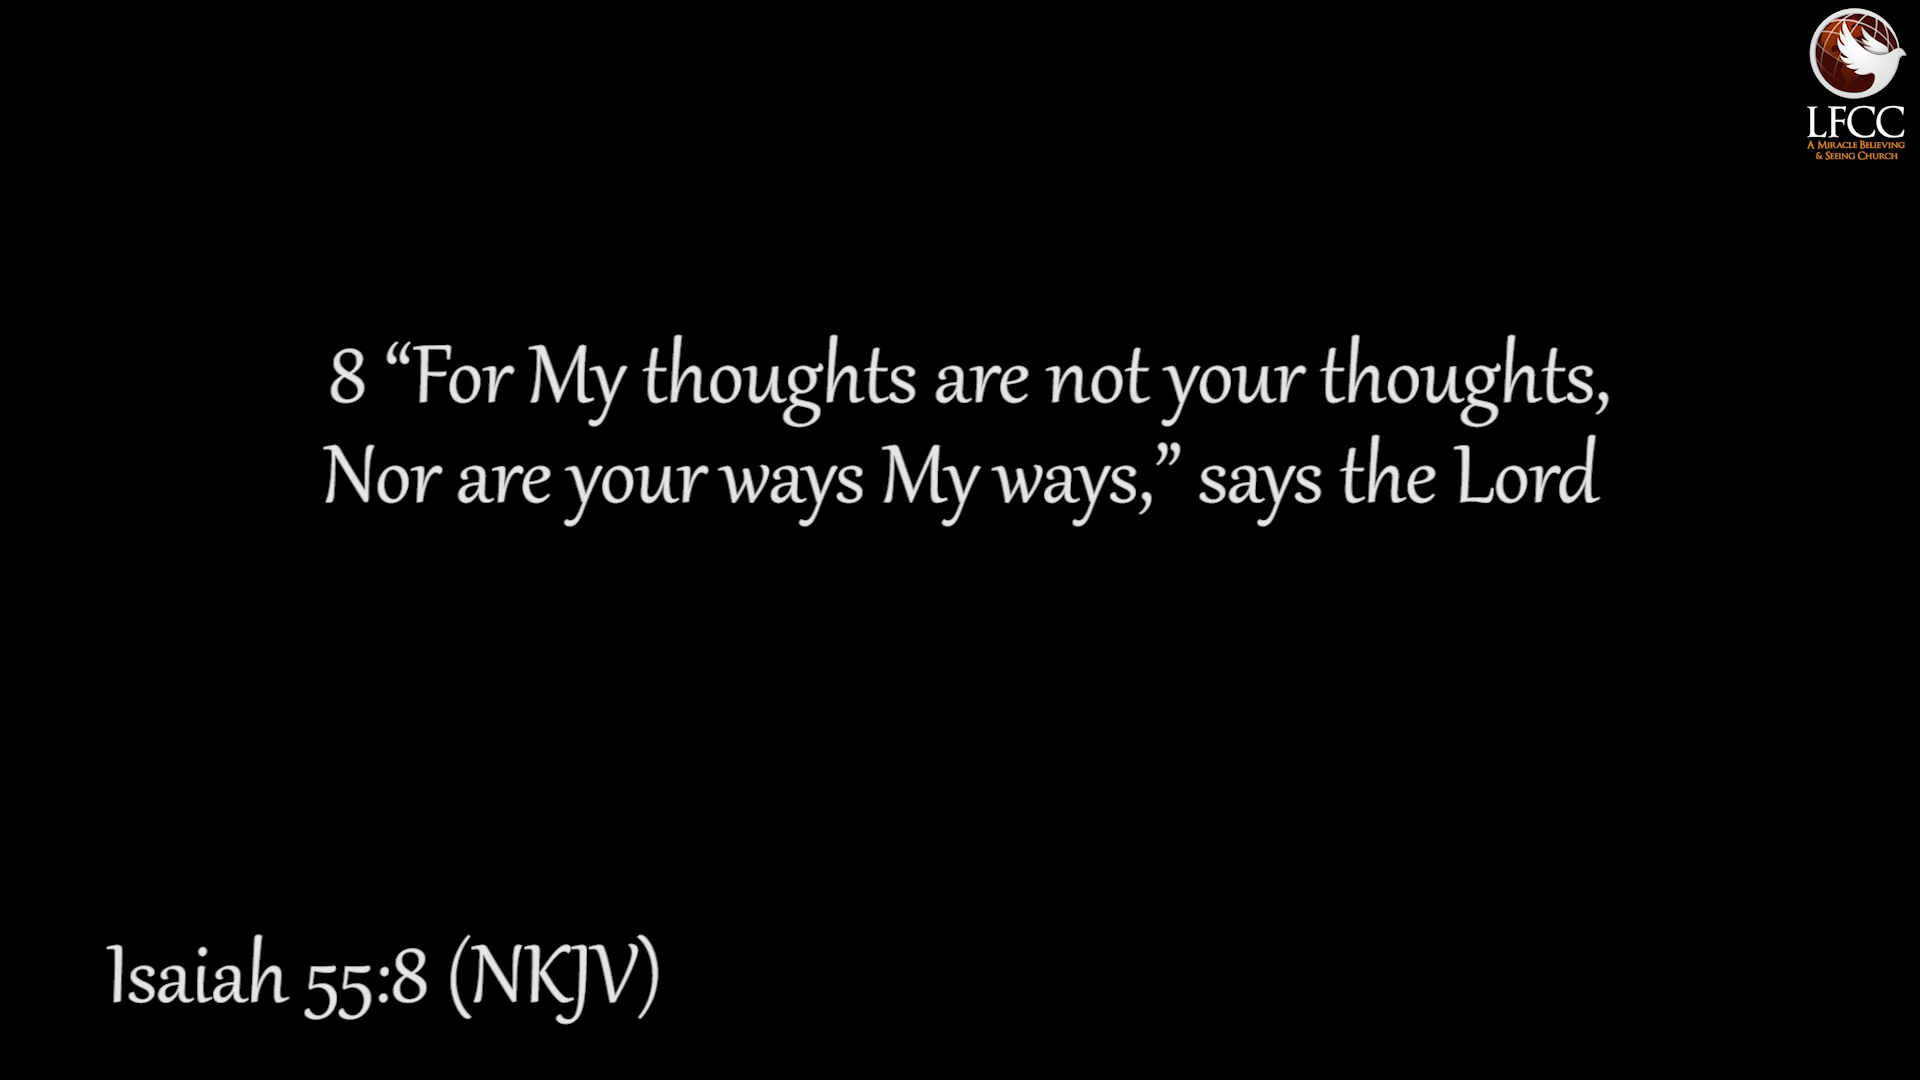 LFCC
A Miracle Believing
& Seeing Church
8 “For My thoughts are not your thoughts,
Nor are your ways My ways,” says the Lord
Isaiah 55:8 (NKJV)